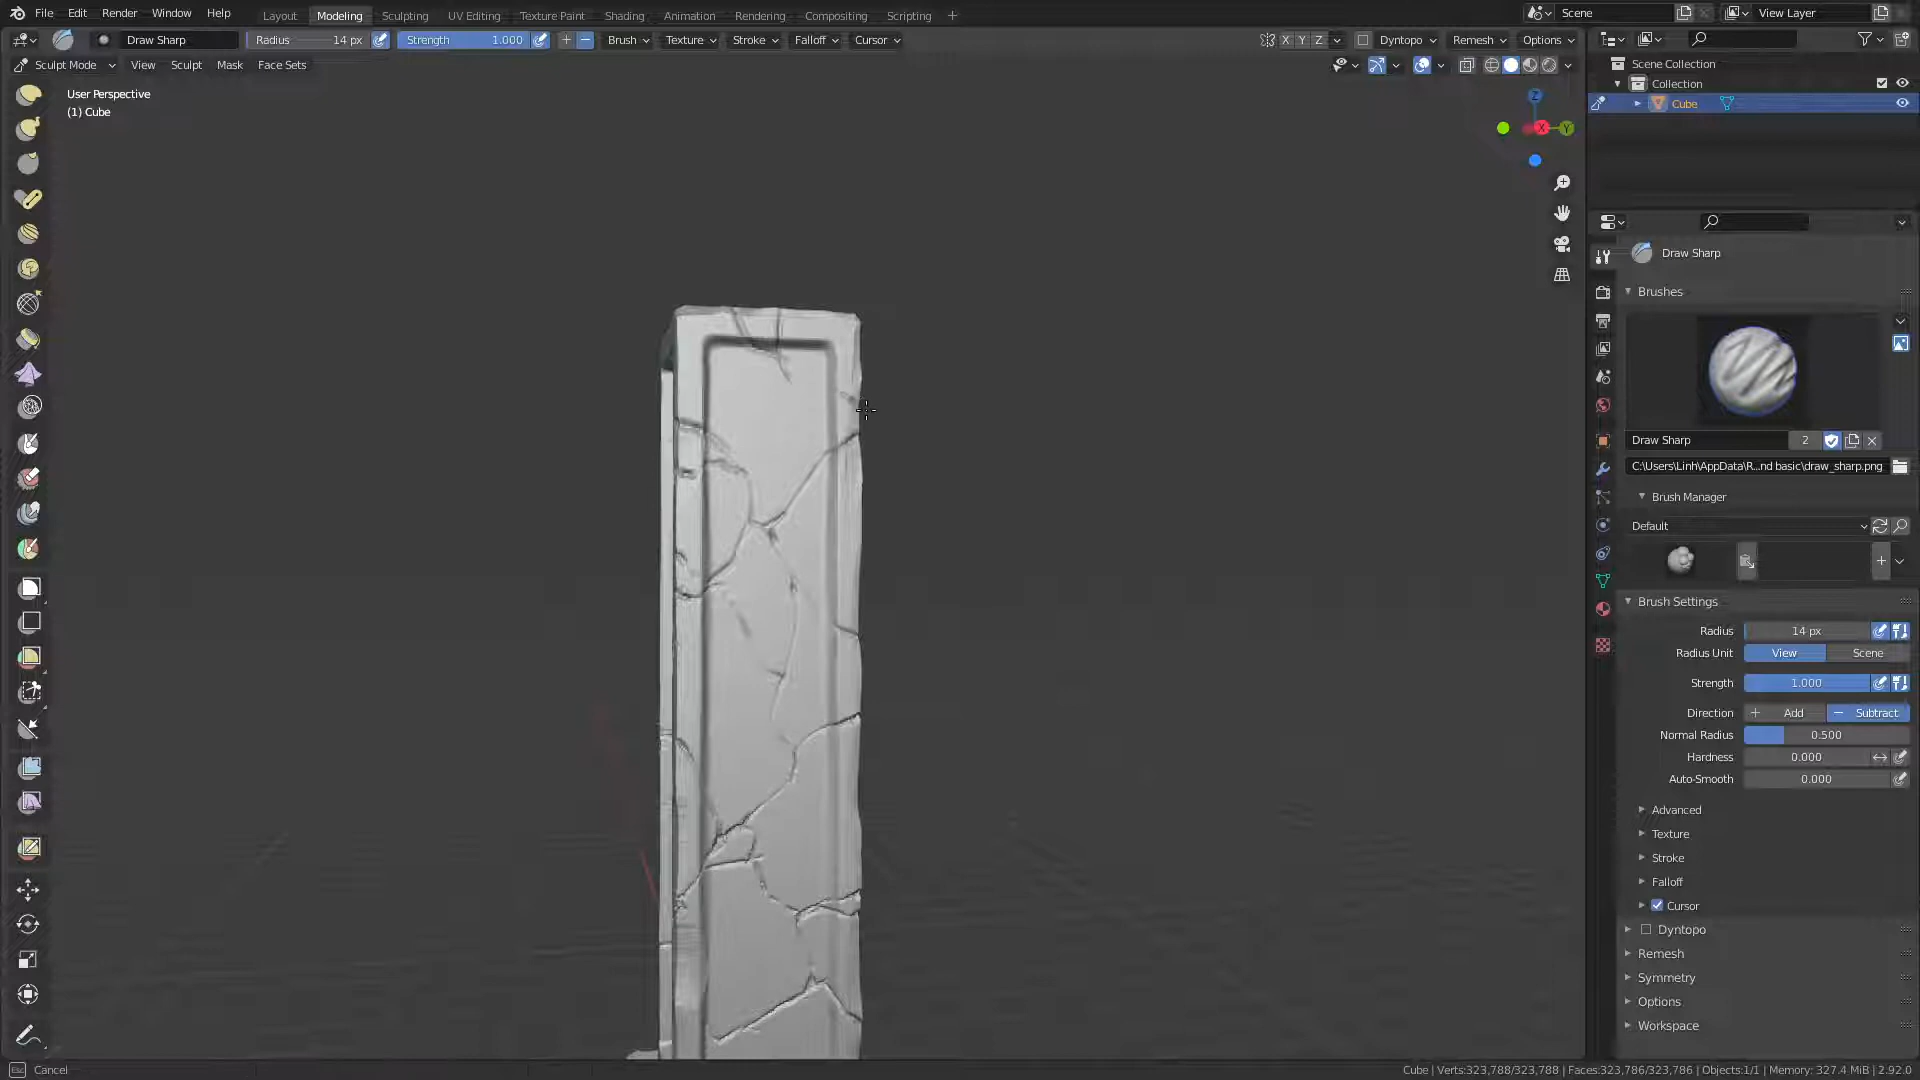 File Edit Render Window Help Layout Modeling Sculpting UV Editing Texture Paint Shading Animation Rendering Compositing Scripting + Scene View Layer
Draw Sharp Radius 14 px Strength 1.000 + − Brush Texture Stroke Falloff Cursor X Y Z Dyntopo Remesh Options
Sculpt Mode View Sculpt Mask Face Sets
User Perspective
(1) Cube
Z
X
Y
Scene Collection
Collection
Cube
Draw Sharp
Brushes
Draw Sharp 2
C:\Users\Linh\AppData\R...nd basic\draw_sharp.png
Brush Manager
Default
Brush Settings
Radius 14 px
Radius Unit View Scene
Strength 1.000
Direction + Add − Subtract
Normal Radius 0.500
Hardness 0.000
Auto-Smooth 0.000
Advanced
Texture
Stroke
Falloff
Cursor
Dyntopo
Remesh
Symmetry
Options
Workspace
Esc Cancel
Cube | Verts:323,788/323,788 | Faces:323,786/323,786 | Objects:1/1 | Memory: 327.4 MiB | 2.92.0